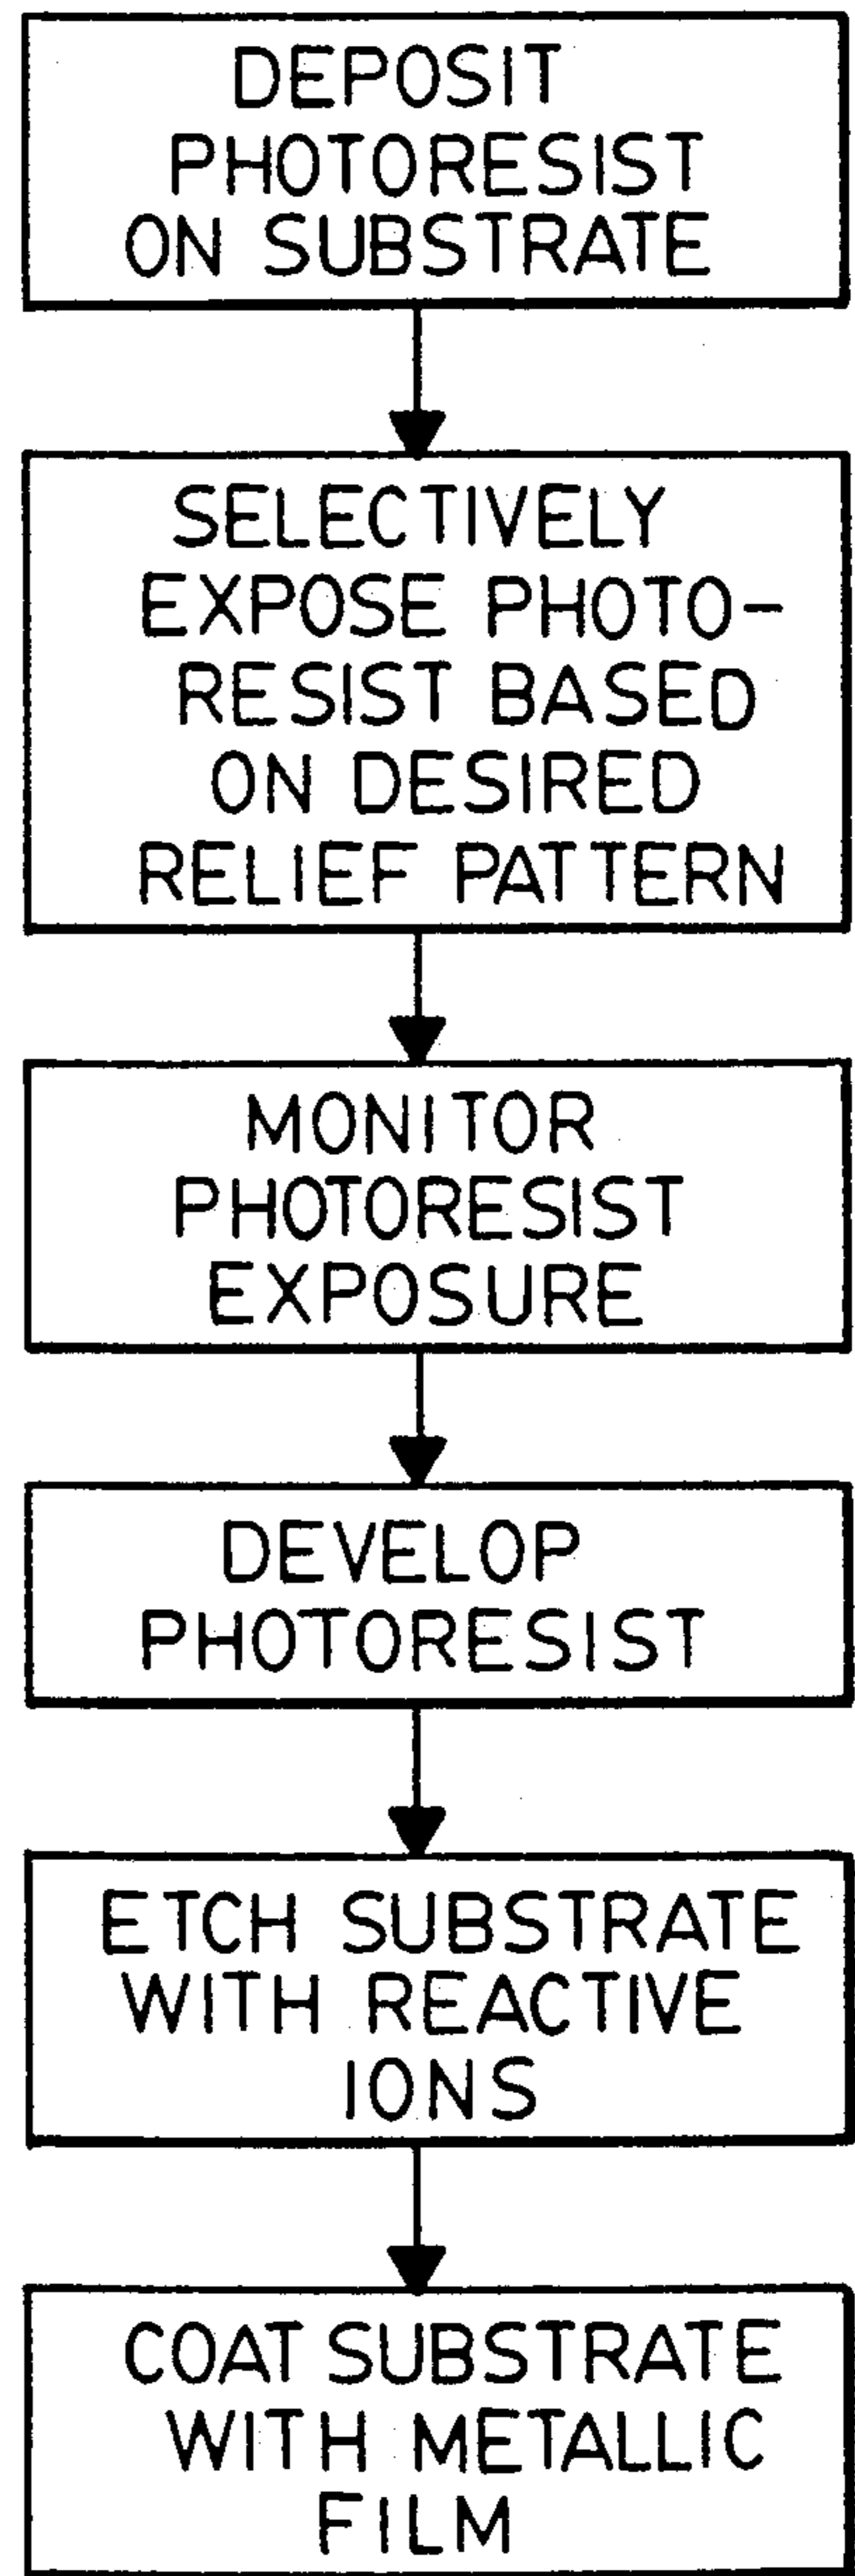 DEPOSIT
PHOTORESIST
ON SUBSTRATE
SELECTIVELY
EXPOSE PHOTO-
RESIST BASED
ON DESIRED
RELIEF PATTERN
MONITOR
PHOTORESIST
EXPOSURE
DEVELOP
PHOTORESIST
ETCH SUBSTRATE
WITH REACTIVE
IONS
COAT SUBSTRATE
WITH METALLIC
FILM